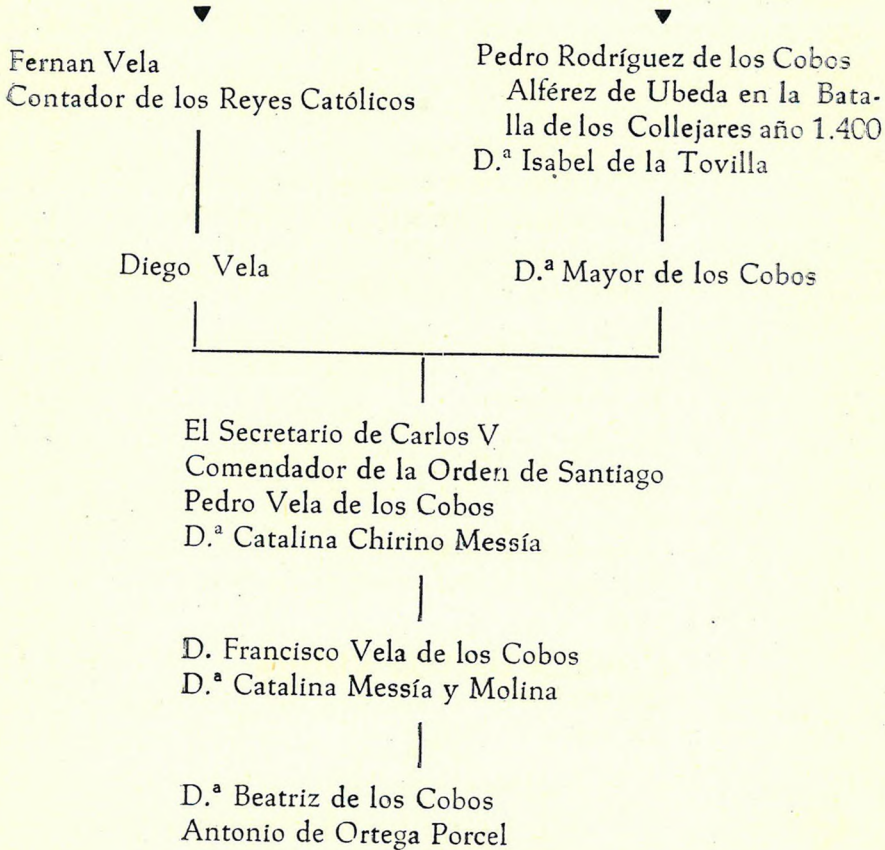 Fernan Vela
Contador de los Reyes Católicos
Pedro Rodríguez de los Cobos
Alférez de Ubeda en la Bata-
lla de los Collejares año 1.400
D.ª Isabel de la Tovilla
Diego Vela
D.ª Mayor de los Cobos
El Secretario de Carlos V
Comendador de la Orden de Santiago
Pedro Vela de los Cobos
D.ª Catalina Chirino Messía
D. Francisco Vela de los Cobos
D.ª Catalina Messía y Molina
D.ª Beatriz de los Cobos
Antonio de Ortega Porcel